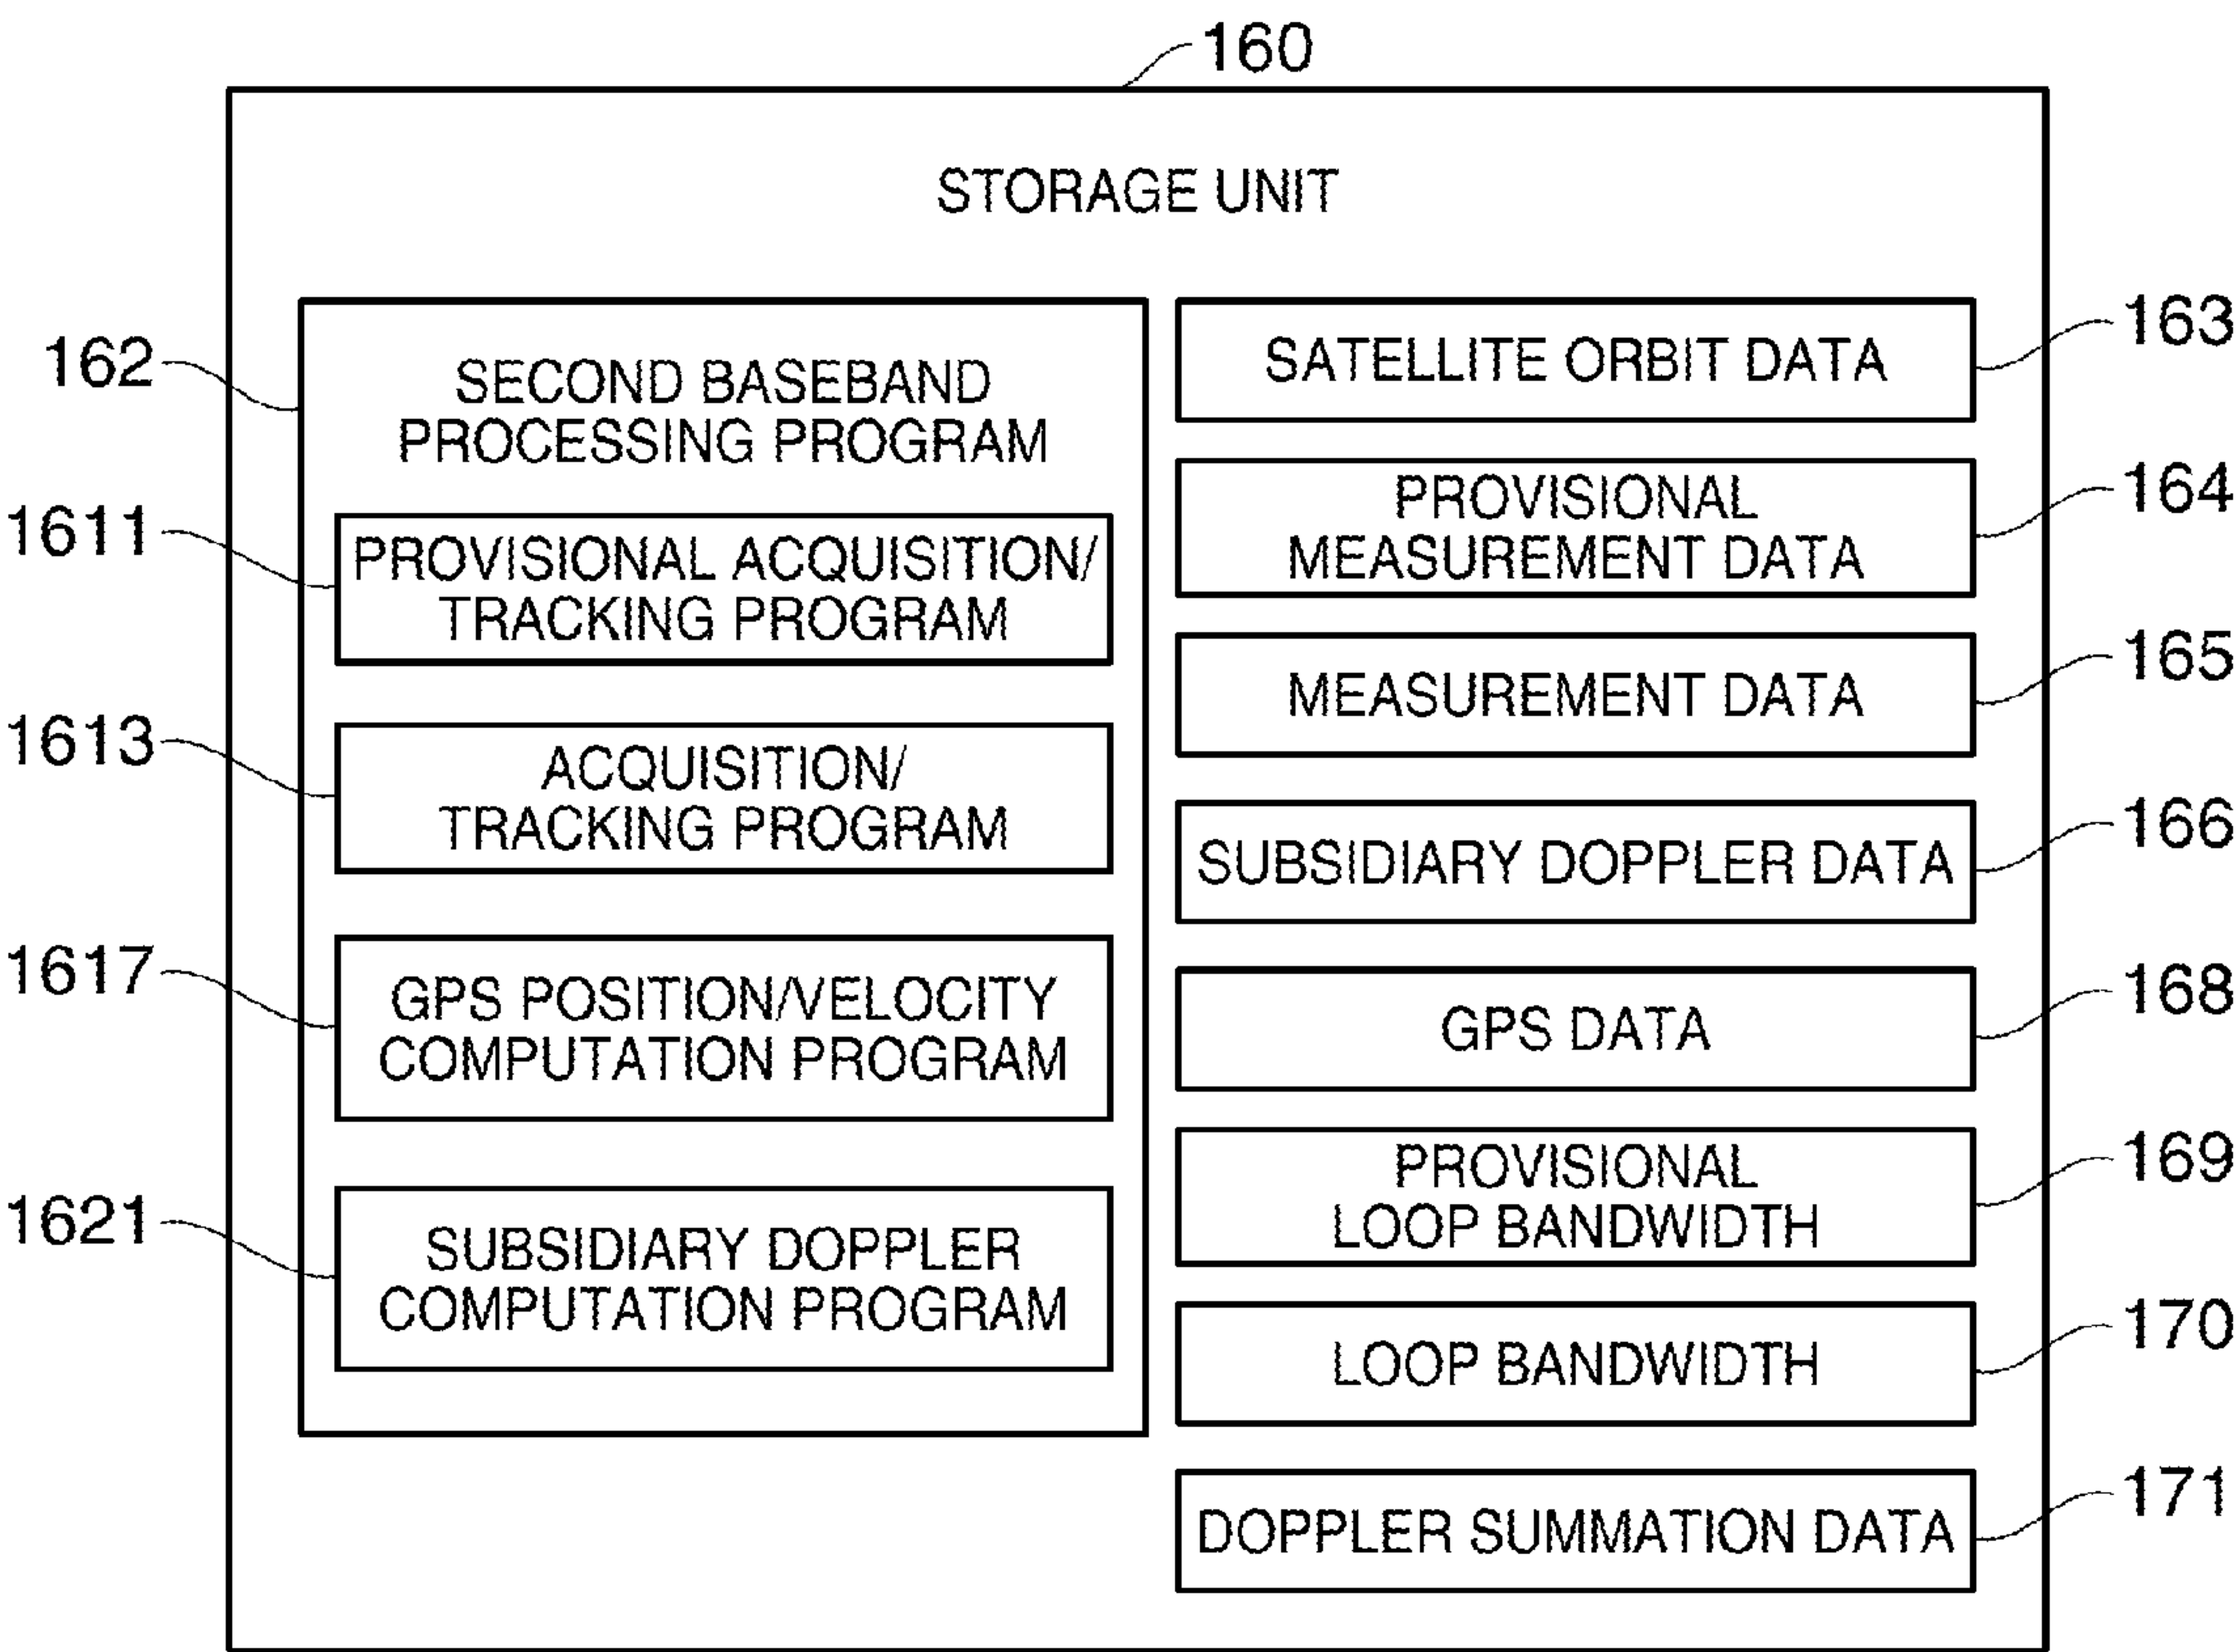 160
STORAGE UNIT
162
SECOND BASEBAND
PROCESSING PROGRAM
1611
PROVISIONAL ACQUISITION/
TRACKING PROGRAM
1613
ACQUISITION/
TRACKING PROGRAM
1617
GPS POSITION/VELOCITY
COMPUTATION PROGRAM
1621
SUBSIDIARY DOPPLER
COMPUTATION PROGRAM
SATELLITE ORBIT DATA
163
PROVISIONAL
MEASUREMENT DATA
164
MEASUREMENT DATA
165
SUBSIDIARY DOPPLER DATA
166
GPS DATA
168
PROVISIONAL
LOOP BANDWIDTH
169
LOOP BANDWIDTH
170
DOPPLER SUMMATION DATA
171